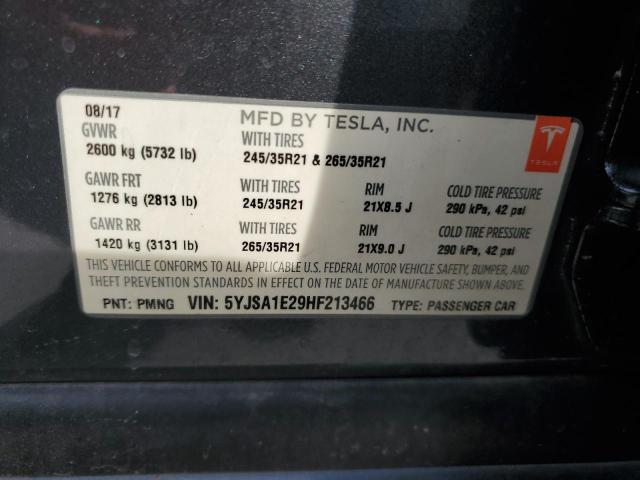 08/17 MFD BY TESLA, INC.
GVWR WITH TIRES
2600 kg (5732 lb) 245/35R21 & 265/35R21
TESLA
GAWR FRT WITH TIRES RIM COLD TIRE PRESSURE
1276 kg (2813 lb) 245/35R21 21X8.5 J 290 kPa, 42 psi
GAWR RR WITH TIRES RIM COLD TIRE PRESSURE
1420 kg (3131 lb) 265/35R21 21X9.0 J 290 kPa, 42 psi
THIS VEHICLE CONFORMS TO ALL APPLICABLE U.S. FEDERAL MOTOR VEHICLE SAFETY, BUMPER, AND
THEFT PREVENTION STANDARDS IN EFFECT ON THE DATE OF MANUFACTURE SHOWN ABOVE.
PNT: PMNG VIN: 5YJSA1E29HF213466 TYPE: PASSENGER CAR